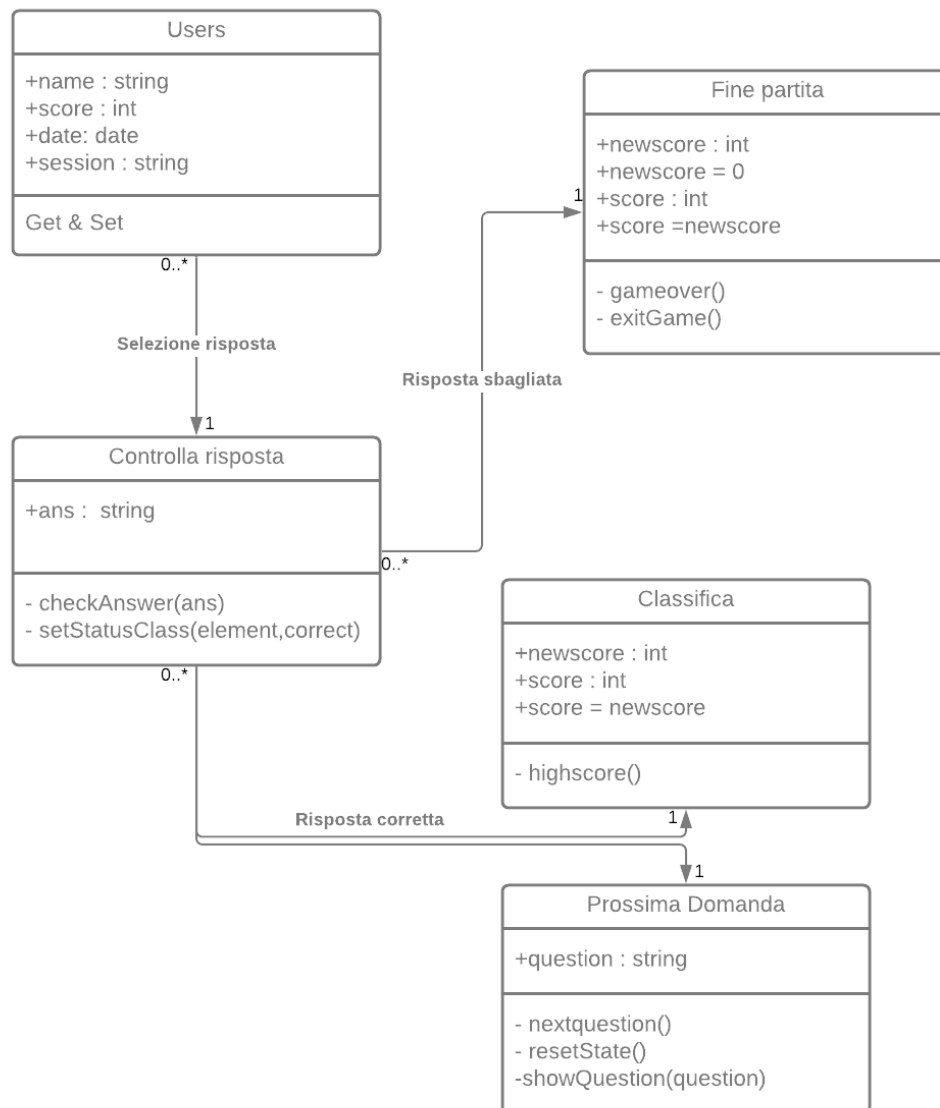 Users
+name : string
+score : int
+date: date
+session : string
Get & Set
0..*
Selezione risposta
1
Controlla risposta
+ans :  string
- checkAnswer(ans)
- setStatusClass(element,correct)
0..*
0..*
Risposta sbagliata
1
Fine partita
+newscore : int
+newscore = 0
+score : int
+score =newscore
- gameover()
- exitGame()
Risposta corretta
1
Classifica
+newscore : int
+score : int
+score = newscore
- highscore()
1
Prossima Domanda
+question : string
- nextquestion()
- resetState()
-showQuestion(question)